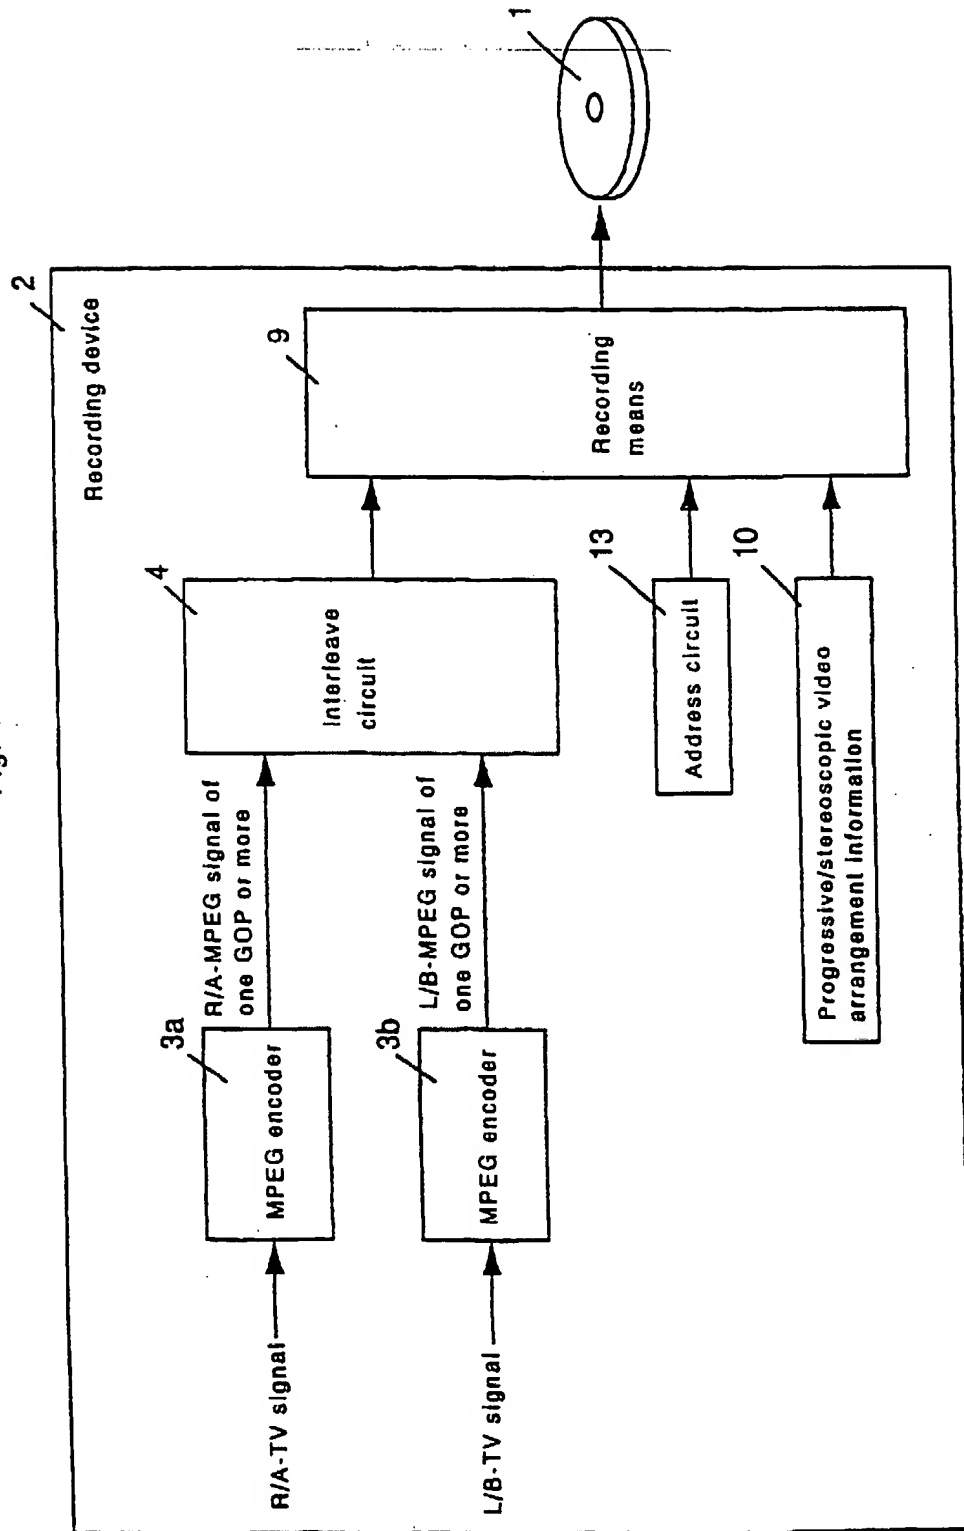 Fig.
2
Recording device
R/A-TV signal
3a
MPEG encoder
R/A-MPEG signal of
one GOP or more
L/B-TV signal
3b
MPEG encoder
L/B-MPEG signal of
one GOP or more
4
Interleave
circuit
9
Recording
means
1
13
Address circuit
10
Progressive/stereoscopic video
arrangement information